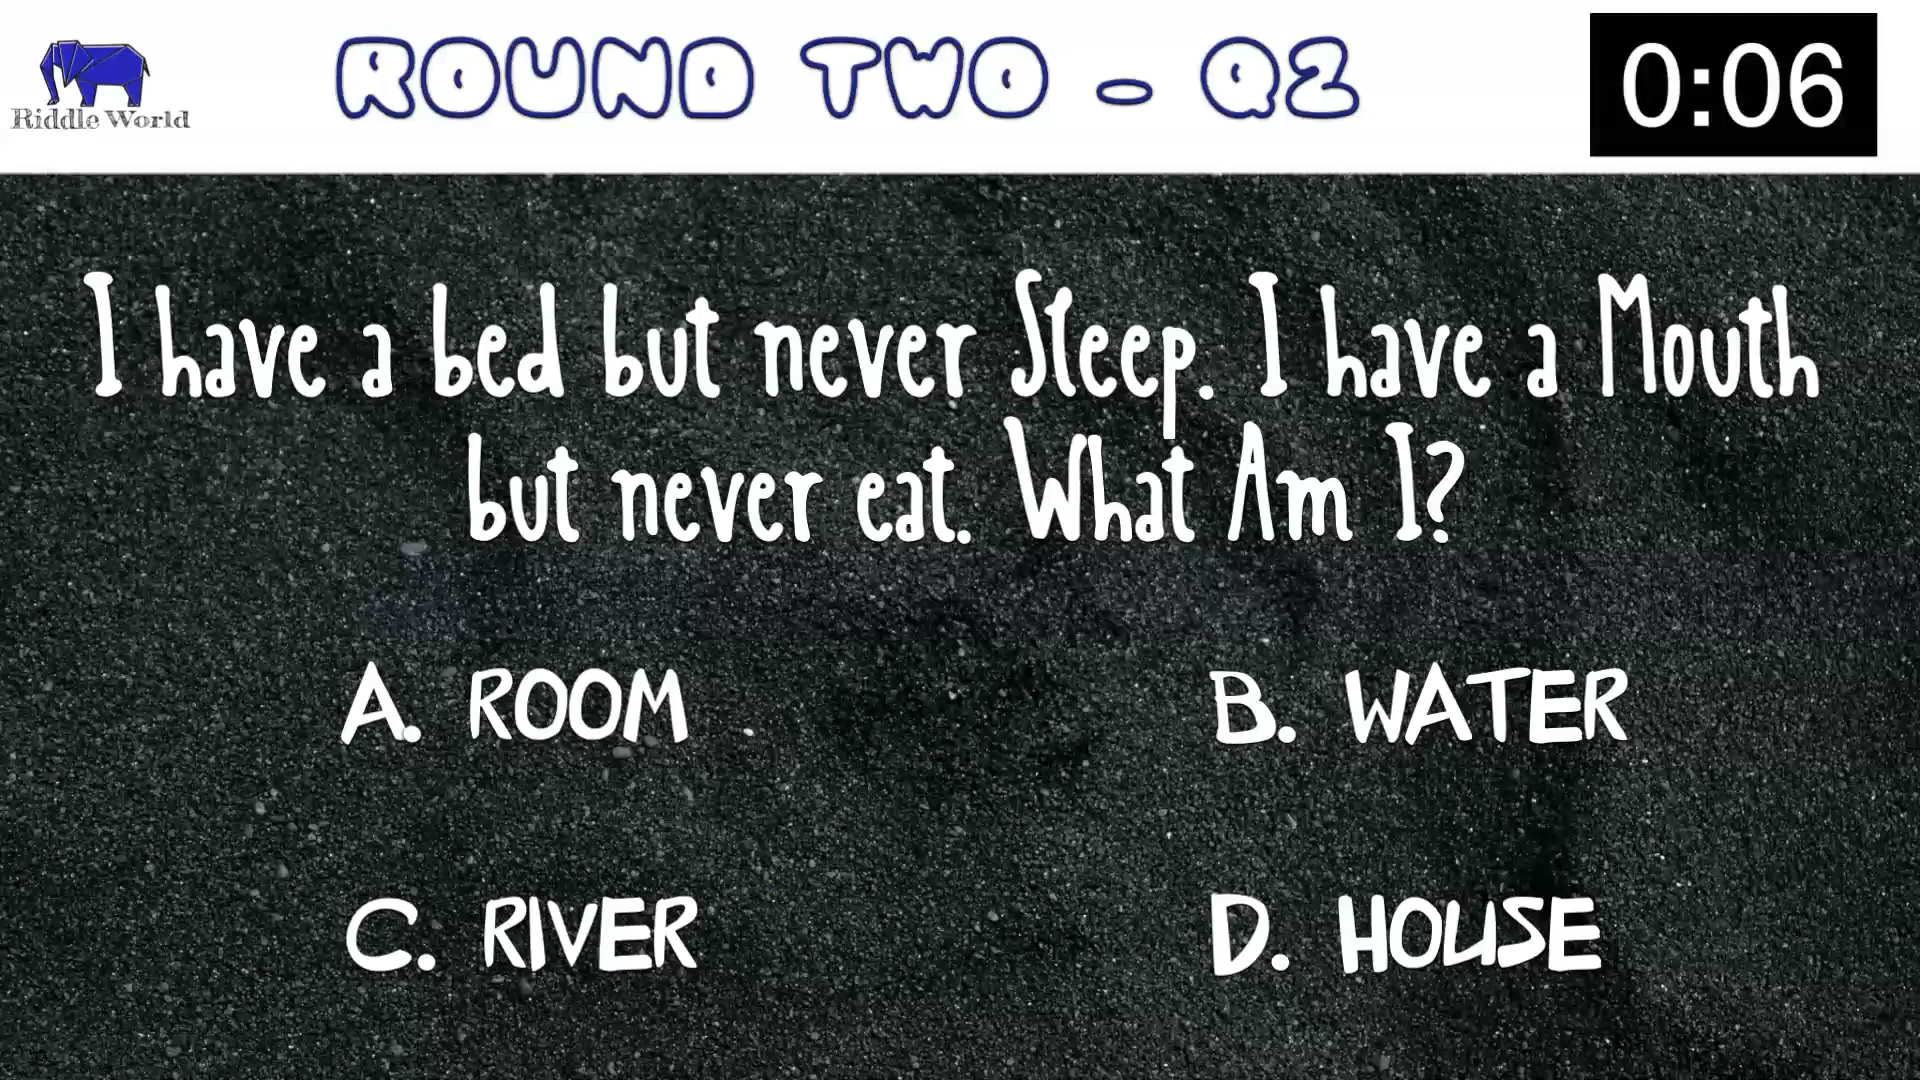 Riddle World
ROUND TWO - Q2
0:06
I have a bed but never Sleep. I have a Mouth
but never eat. What Am I?
A. ROOM
B. WATER
C. RIVER
D. HOUSE